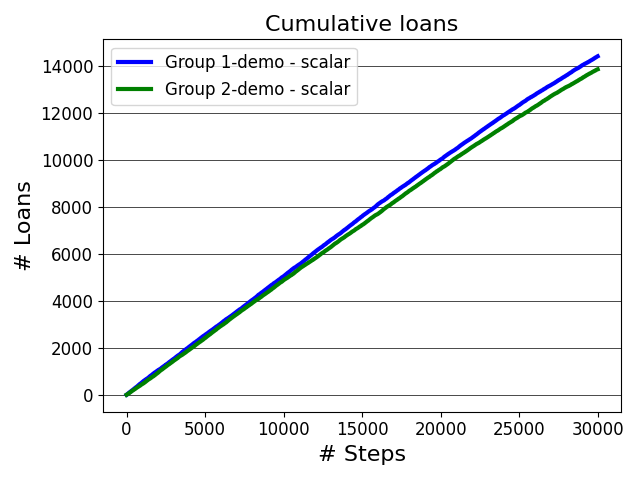 Cumulative loans
Group 1-demo - scalar
Group 2-demo - scalar
# Loans
14000
12000
10000
8000
6000
4000
2000
0
0 5000 10000 15000 20000 25000 30000
# Steps